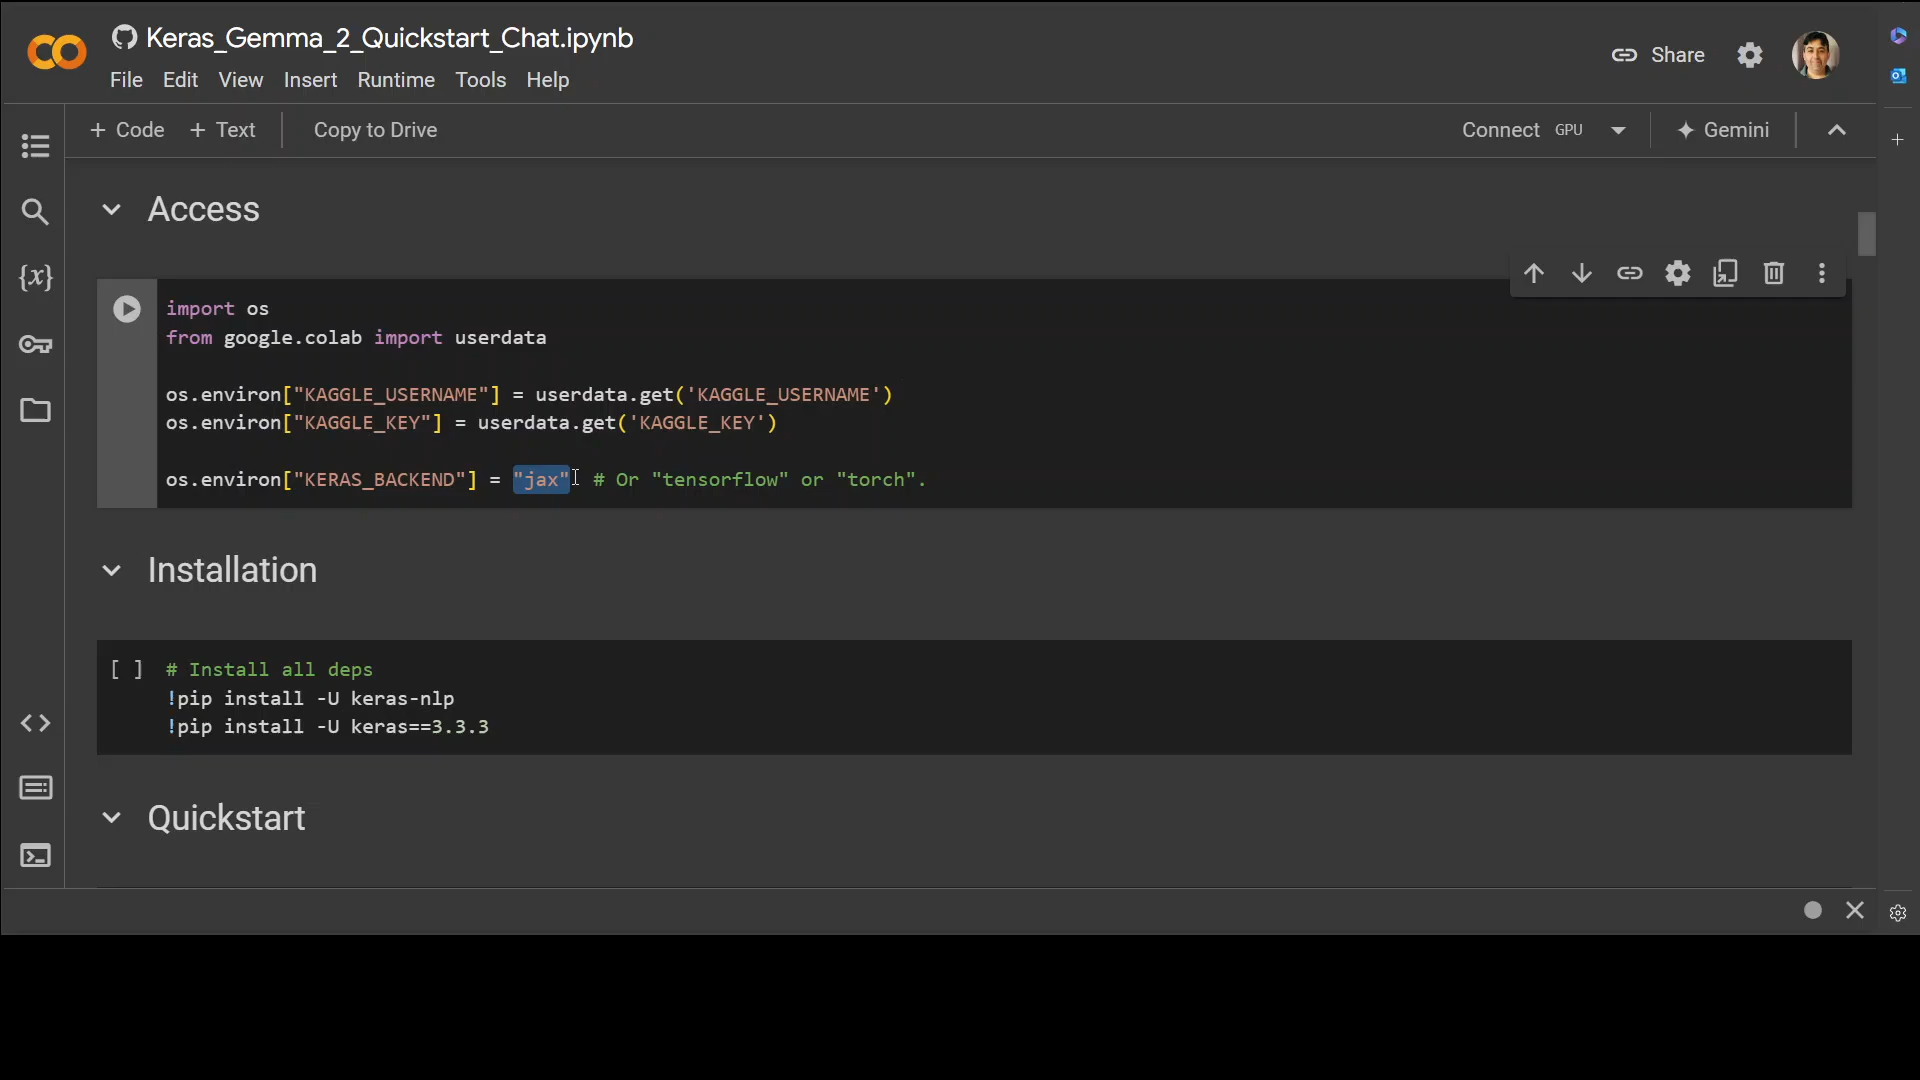 Keras_Gemma_2_Quickstart_Chat.ipynb
File Edit View Insert Runtime Tools Help
Share
+ Code + Text Copy to Drive
Connect GPU Gemini
Access
import os
from google.colab import userdata
os.environ["KAGGLE_USERNAME"] = userdata.get('KAGGLE_USERNAME')
os.environ["KAGGLE_KEY"] = userdata.get('KAGGLE_KEY')
os.environ["KERAS_BACKEND"] = "jax" # Or "tensorflow" or "torch".
Installation
[ ] # Install all deps
!pip install -U keras-nlp
!pip install -U keras==3.3.3
Quickstart